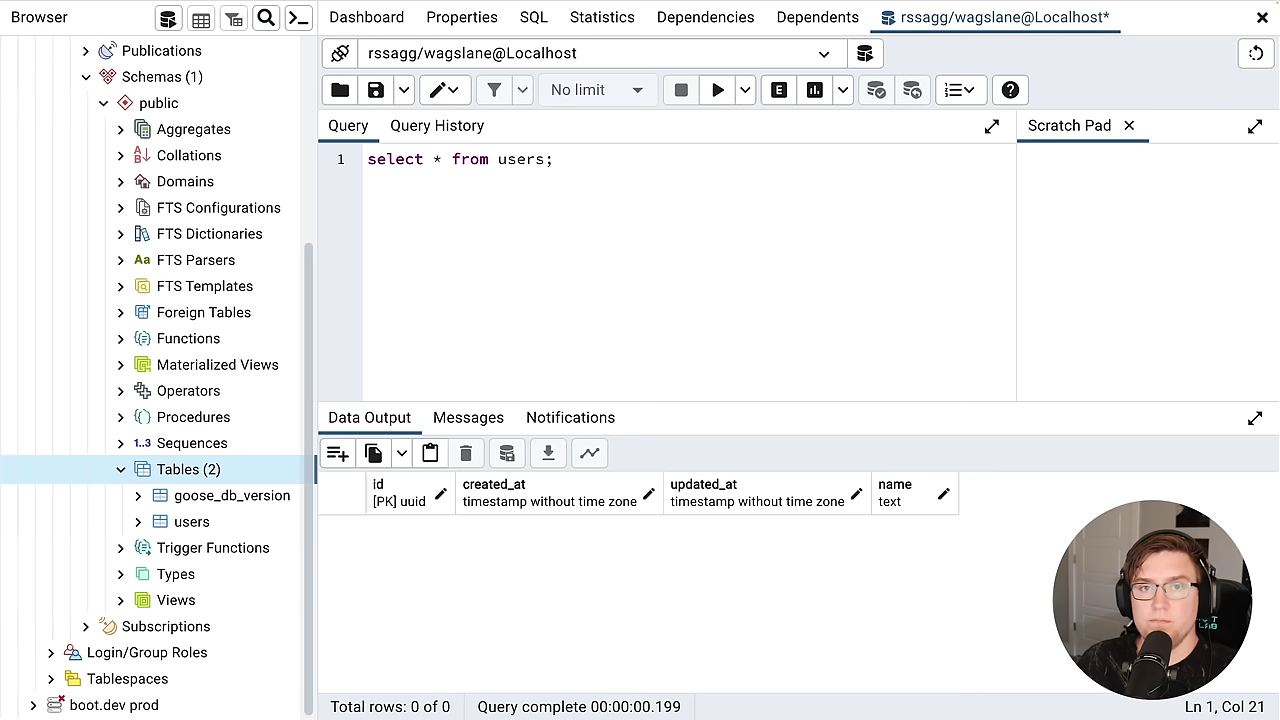 Browser
Dashboard Properties SQL Statistics Dependencies Dependents rssagg/wagslane@Localhost*
Publications
Schemas (1)
public
Aggregates
Collations
Domains
FTS Configurations
FTS Dictionaries
Aa FTS Parsers
FTS Templates
Foreign Tables
Functions
Materialized Views
Operators
Procedures
1..3 Sequences
Tables (2)
goose_db_version
users
Trigger Functions
Types
Views
Subscriptions
Login/Group Roles
Tablespaces
boot.dev prod
rssagg/wagslane@Localhost
No limit
E
Query Query History
Scratch Pad
1 select * from users;
Data Output Messages Notifications
id created_at updated_at name
[PK] uuid timestamp without time zone timestamp without time zone text
Total rows: 0 of 0 Query complete 00:00:00.199 Ln 1, Col 21